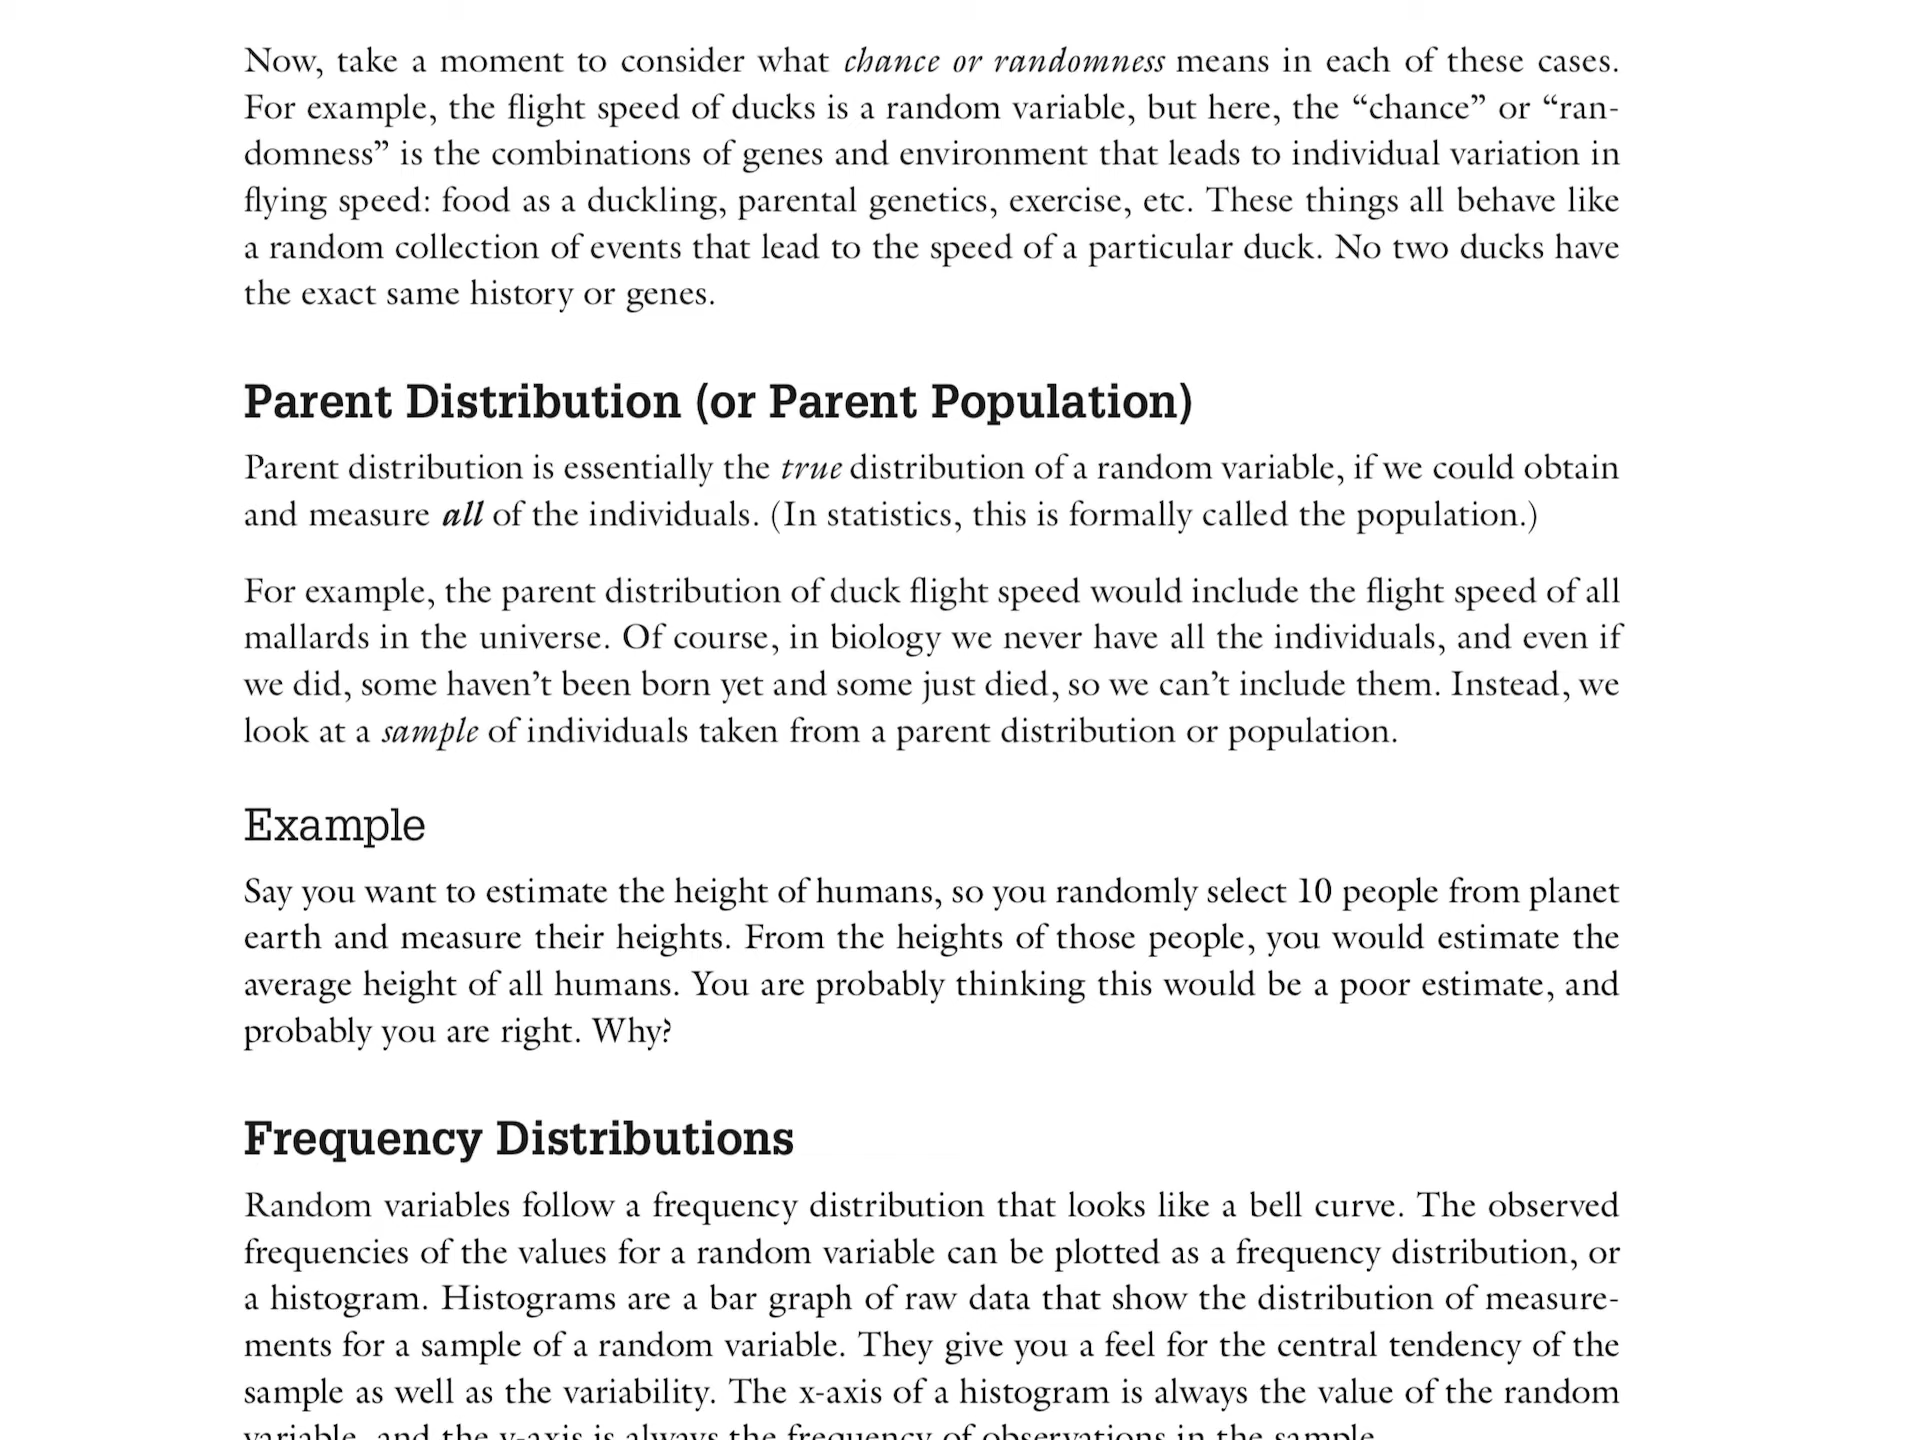 Now, take a moment to consider what chance or randomness means in each of these cases.
For example, the flight speed of ducks is a random variable, but here, the “chance” or “ran-
domness” is the combinations of genes and environment that leads to individual variation in
flying speed: food as a duckling, parental genetics, exercise, etc. These things all behave like
a random collection of events that lead to the speed of a particular duck. No two ducks have
the exact same history or genes.
Parent Distribution (or Parent Population)
Parent distribution is essentially the true distribution of a random variable, if we could obtain
and measure all of the individuals. (In statistics, this is formally called the population.)
For example, the parent distribution of duck flight speed would include the flight speed of all
mallards in the universe. Of course, in biology we never have all the individuals, and even if
we did, some haven’t been born yet and some just died, so we can’t include them. Instead, we
look at a sample of individuals taken from a parent distribution or population.
Example
Say you want to estimate the height of humans, so you randomly select 10 people from planet
earth and measure their heights. From the heights of those people, you would estimate the
average height of all humans. You are probably thinking this would be a poor estimate, and
probably you are right. Why?
Frequency Distributions
Random variables follow a frequency distribution that looks like a bell curve. The observed
frequencies of the values for a random variable can be plotted as a frequency distribution, or
a histogram. Histograms are a bar graph of raw data that show the distribution of measure-
ments for a sample of a random variable. They give you a feel for the central tendency of the
sample as well as the variability. The x-axis of a histogram is always the value of the random
variable, and the y-axis is always the frequency of observations in the sample.